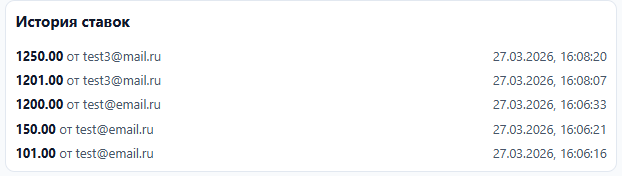 История ставок
1250.00 от test3@mail.ru 27.03.2026, 16:08:20
1201.00 от test3@mail.ru 27.03.2026, 16:08:07
1200.00 от test@email.ru 27.03.2026, 16:06:33
150.00 от test@email.ru 27.03.2026, 16:06:21
101.00 от test@email.ru 27.03.2026, 16:06:16